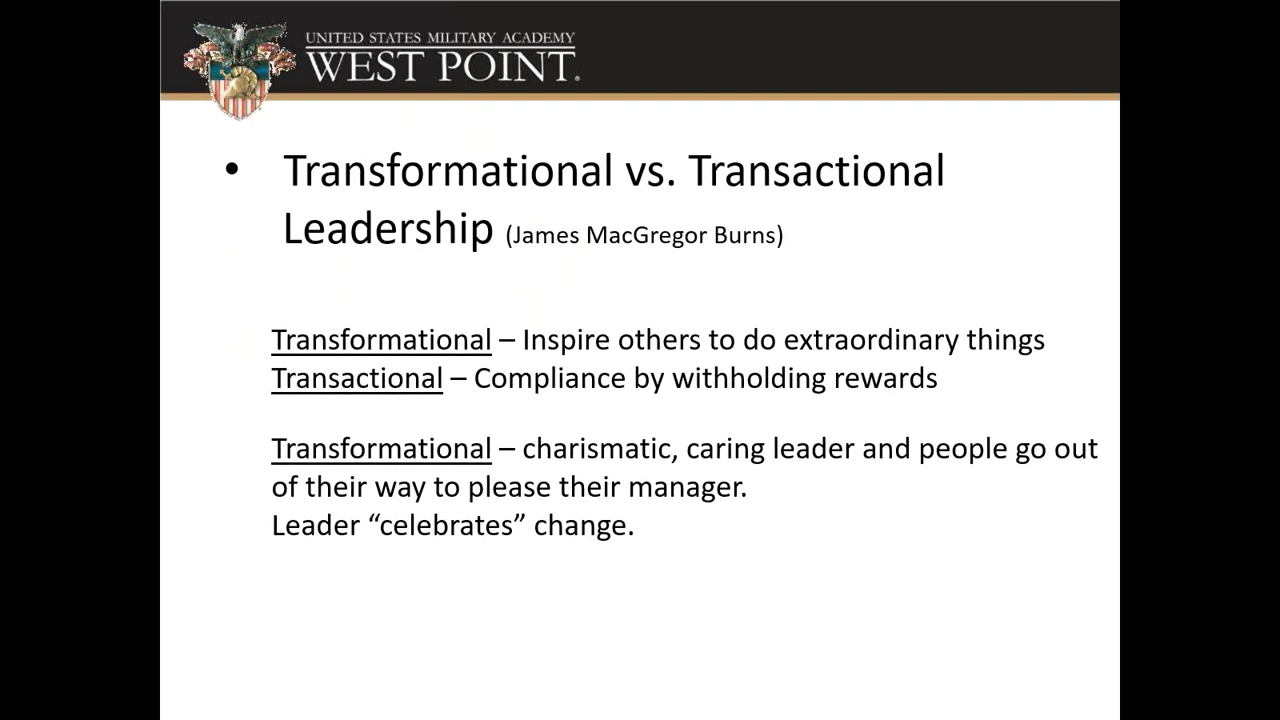 UNITED STATES MILITARY ACADEMY
WEST POINT®
• Transformational vs. Transactional
Leadership (James MacGregor Burns)
Transformational – Inspire others to do extraordinary things
Transactional – Compliance by withholding rewards
Transformational – charismatic, caring leader and people go out
of their way to please their manager.
Leader “celebrates” change.